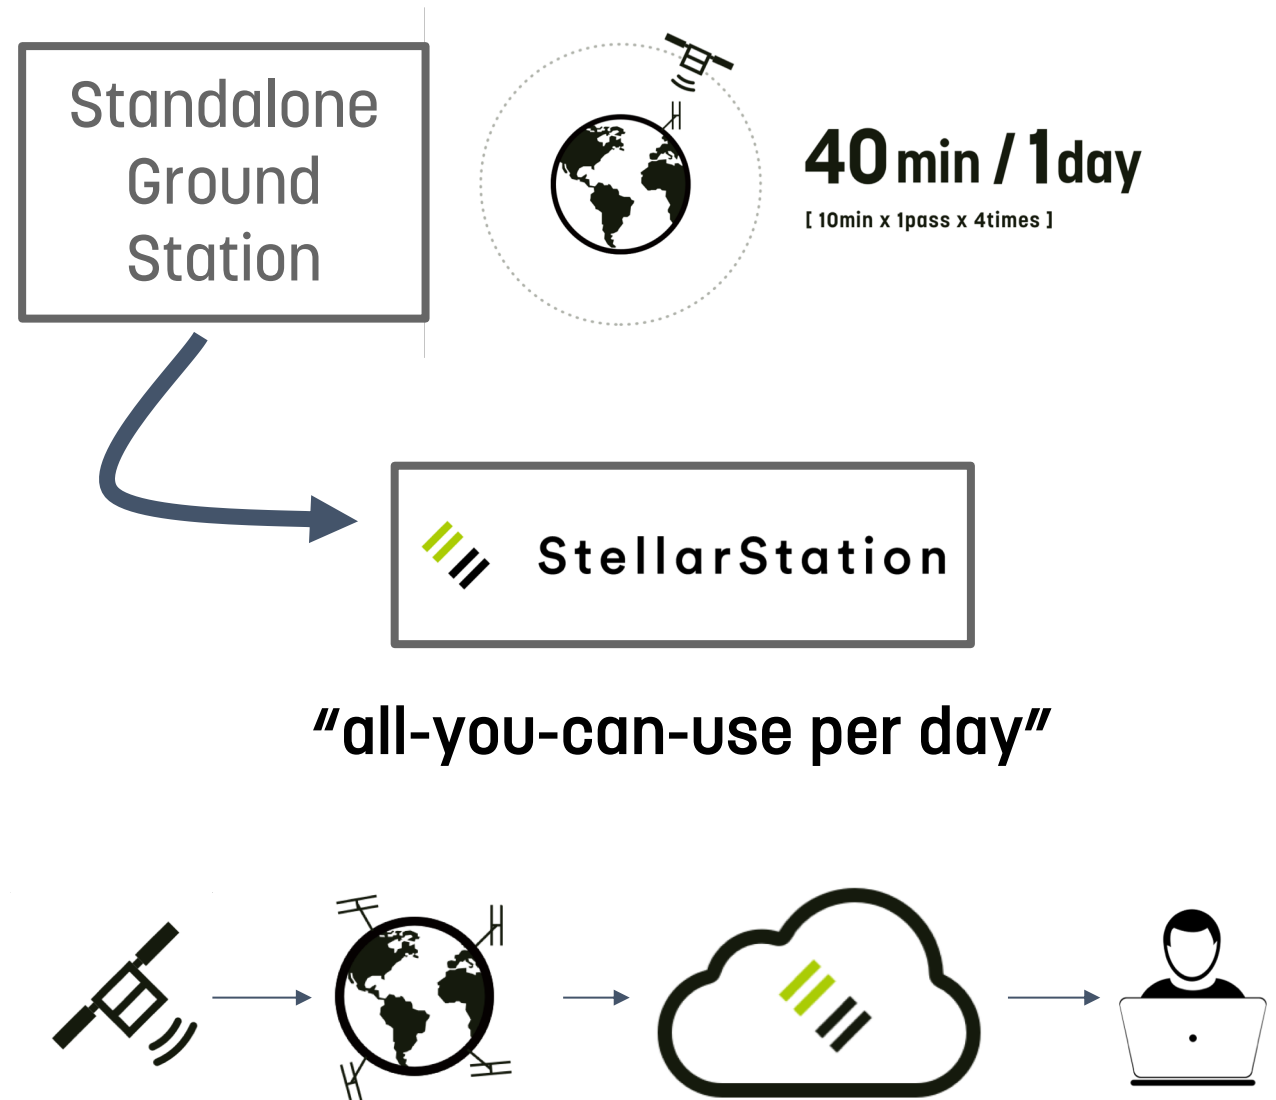 Standalone
Ground
Station
40 min / 1 day
[ 10min x 1pass x 4times ]
StellarStation
"all-you-can-use per day"